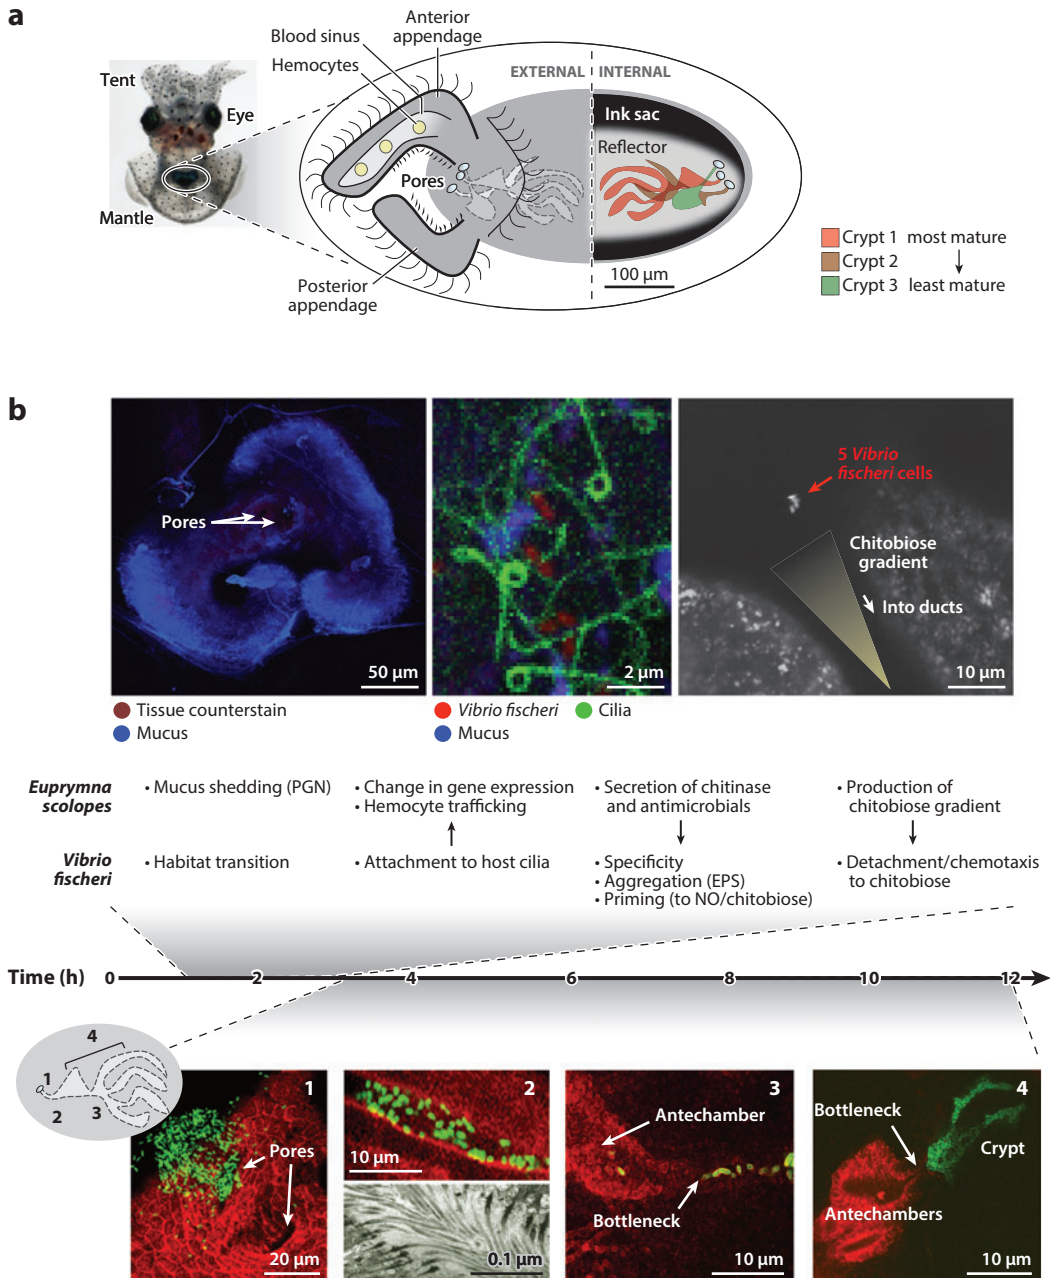 a
Anterior
appendage
Blood sinus
Hemocytes
Tent
Eye
Mantle
EXTERNAL
INTERNAL
Ink sac
Reflector
Pores
100 µm
Posterior
appendage
Crypt 1 most mature
Crypt 2
Crypt 3 least mature
b
Pores
50 µm
2 µm
5 Vibrio
fischeri cells
Chitobiose
gradient
Into ducts
10 µm
Tissue counterstain
Mucus
Vibrio fischeri
Cilia
Mucus
Euprymna
scolopes
• Mucus shedding (PGN)
• Change in gene expression
• Hemocyte trafficking
• Secretion of chitinase
and antimicrobials
• Production of
chitobiose gradient
Vibrio
fischeri
• Habitat transition
• Attachment to host cilia
• Specificity
• Aggregation (EPS)
• Priming (to NO/chitobiose)
• Detachment/chemotaxis
to chitobiose
Time (h) 0 2 4 6 8 10 12
4
1
2
3
1
Pores
20 µm
2
10 µm
0.1 µm
3
Antechamber
Bottleneck
10 µm
4
Bottleneck
Crypt
Antechambers
10 µm